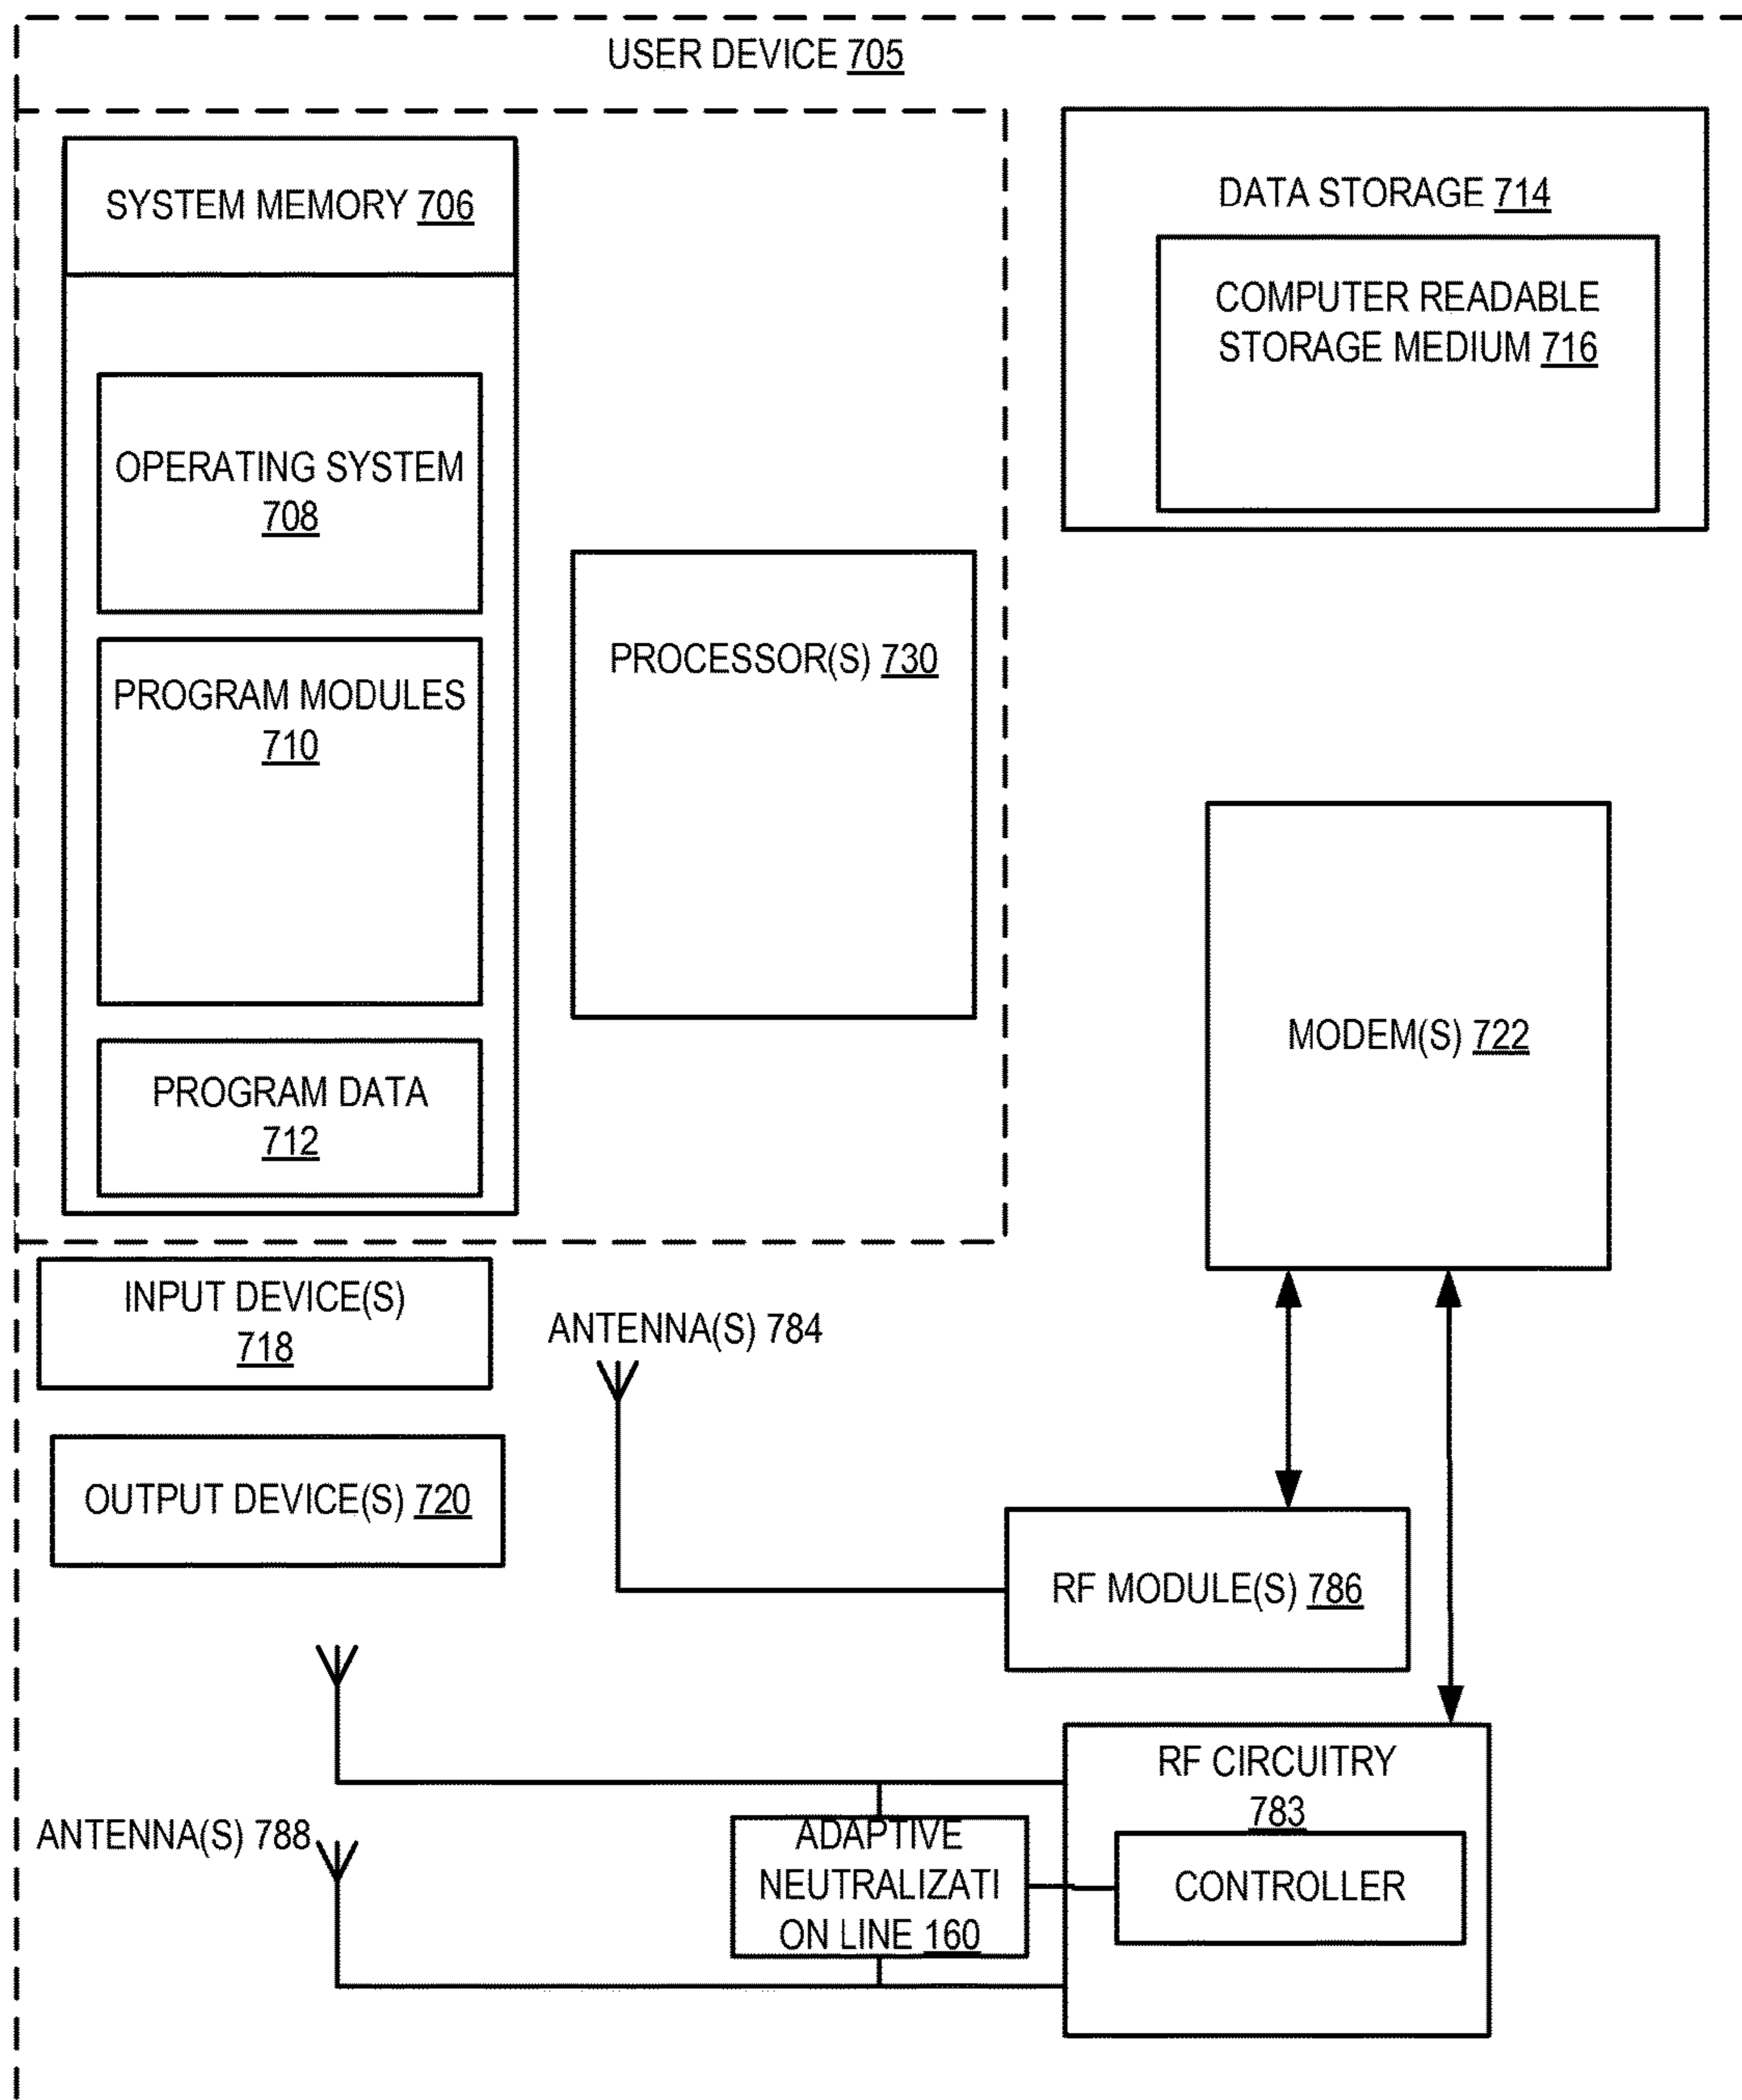 USER DEVICE 705
SYSTEM MEMORY 706
DATA STORAGE 714
COMPUTER READABLE
STORAGE MEDIUM 716
OPERATING SYSTEM
708
PROCESSOR(S) 730
PROGRAM MODULES
710
MODEM(S) 722
PROGRAM DATA
712
INPUT DEVICE(S)
718
ANTENNA(S) 784
OUTPUT DEVICE(S) 720
RF MODULE(S) 786
RF CIRCUITRY
783
ANTENNA(S) 788
ADAPTIVE
NEUTRALIZATI
ON LINE 160
CONTROLLER